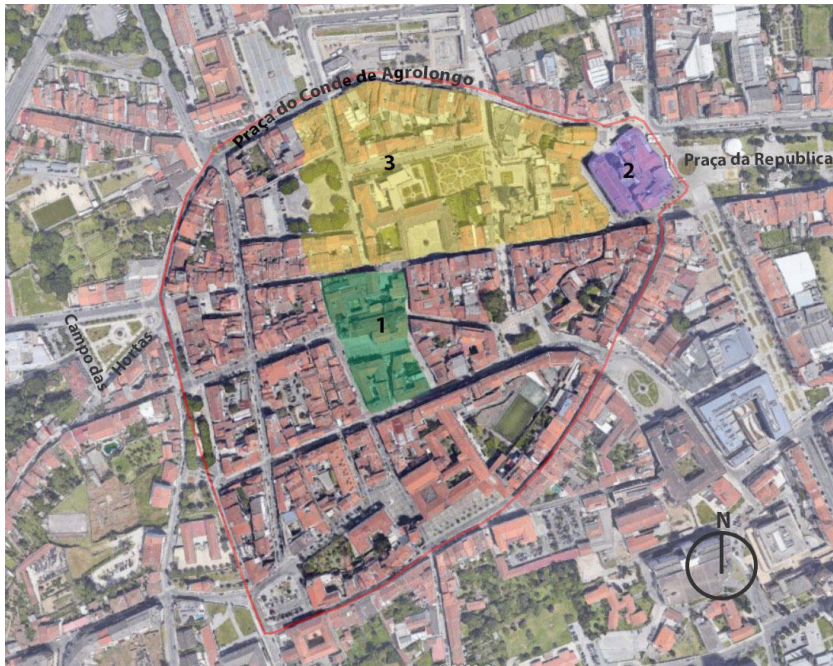 Praça do Conde de Agrolongo
3
2
Praça da Republica
1
Campo das Hortas
N